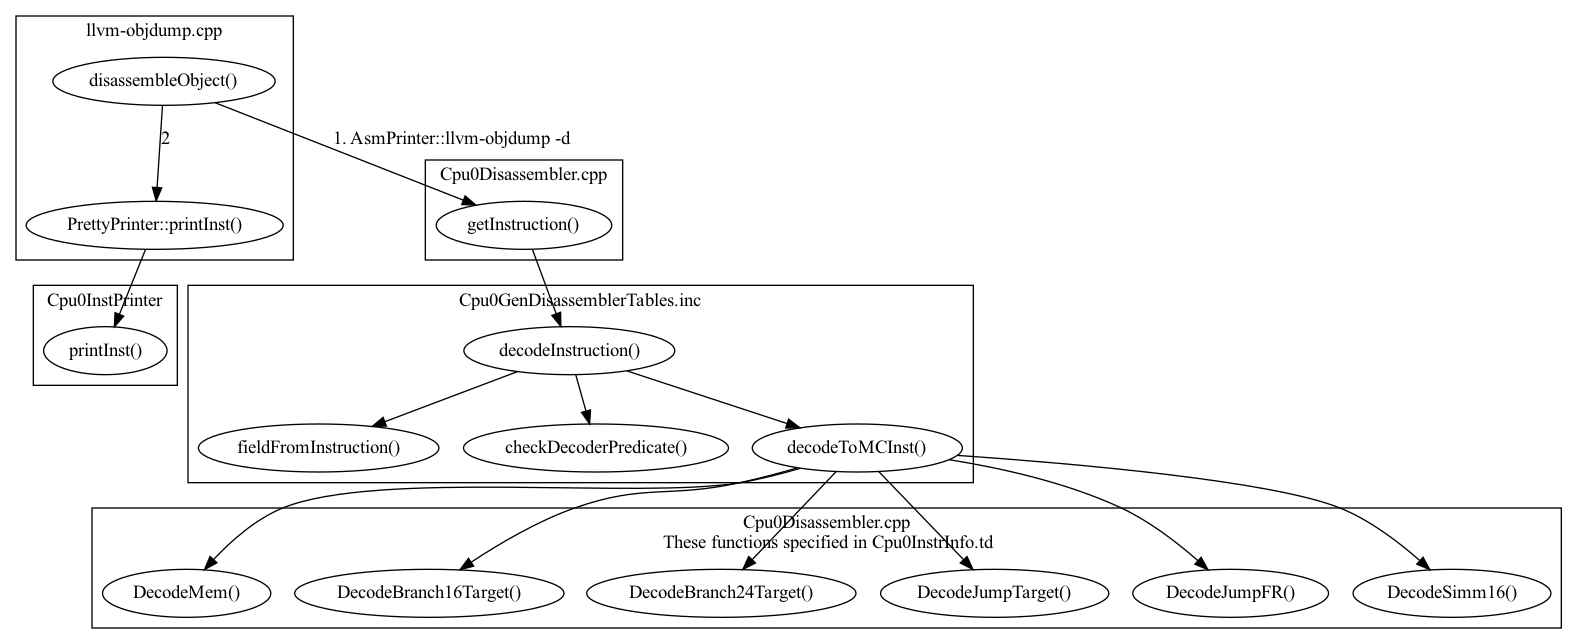 llvm-objdump.cpp
disassembleObject()
2
1. AsmPrinter::llvm-objdump -d
Cpu0Disassembler.cpp
PrettyPrinter::printInst()
getInstruction()
Cpu0InstPrinter
Cpu0GenDisassemblerTables.inc
printInst()
decodeInstruction()
fieldFromInstruction()
checkDecoderPredicate()
decodeToMCInst()
Cpu0Disassembler.cpp
These functions specified in Cpu0InstrInfo.td
DecodeMem()
DecodeBranch16Target()
DecodeBranch24Target()
DecodeJumpTarget()
DecodeJumpFR()
DecodeSimm16()